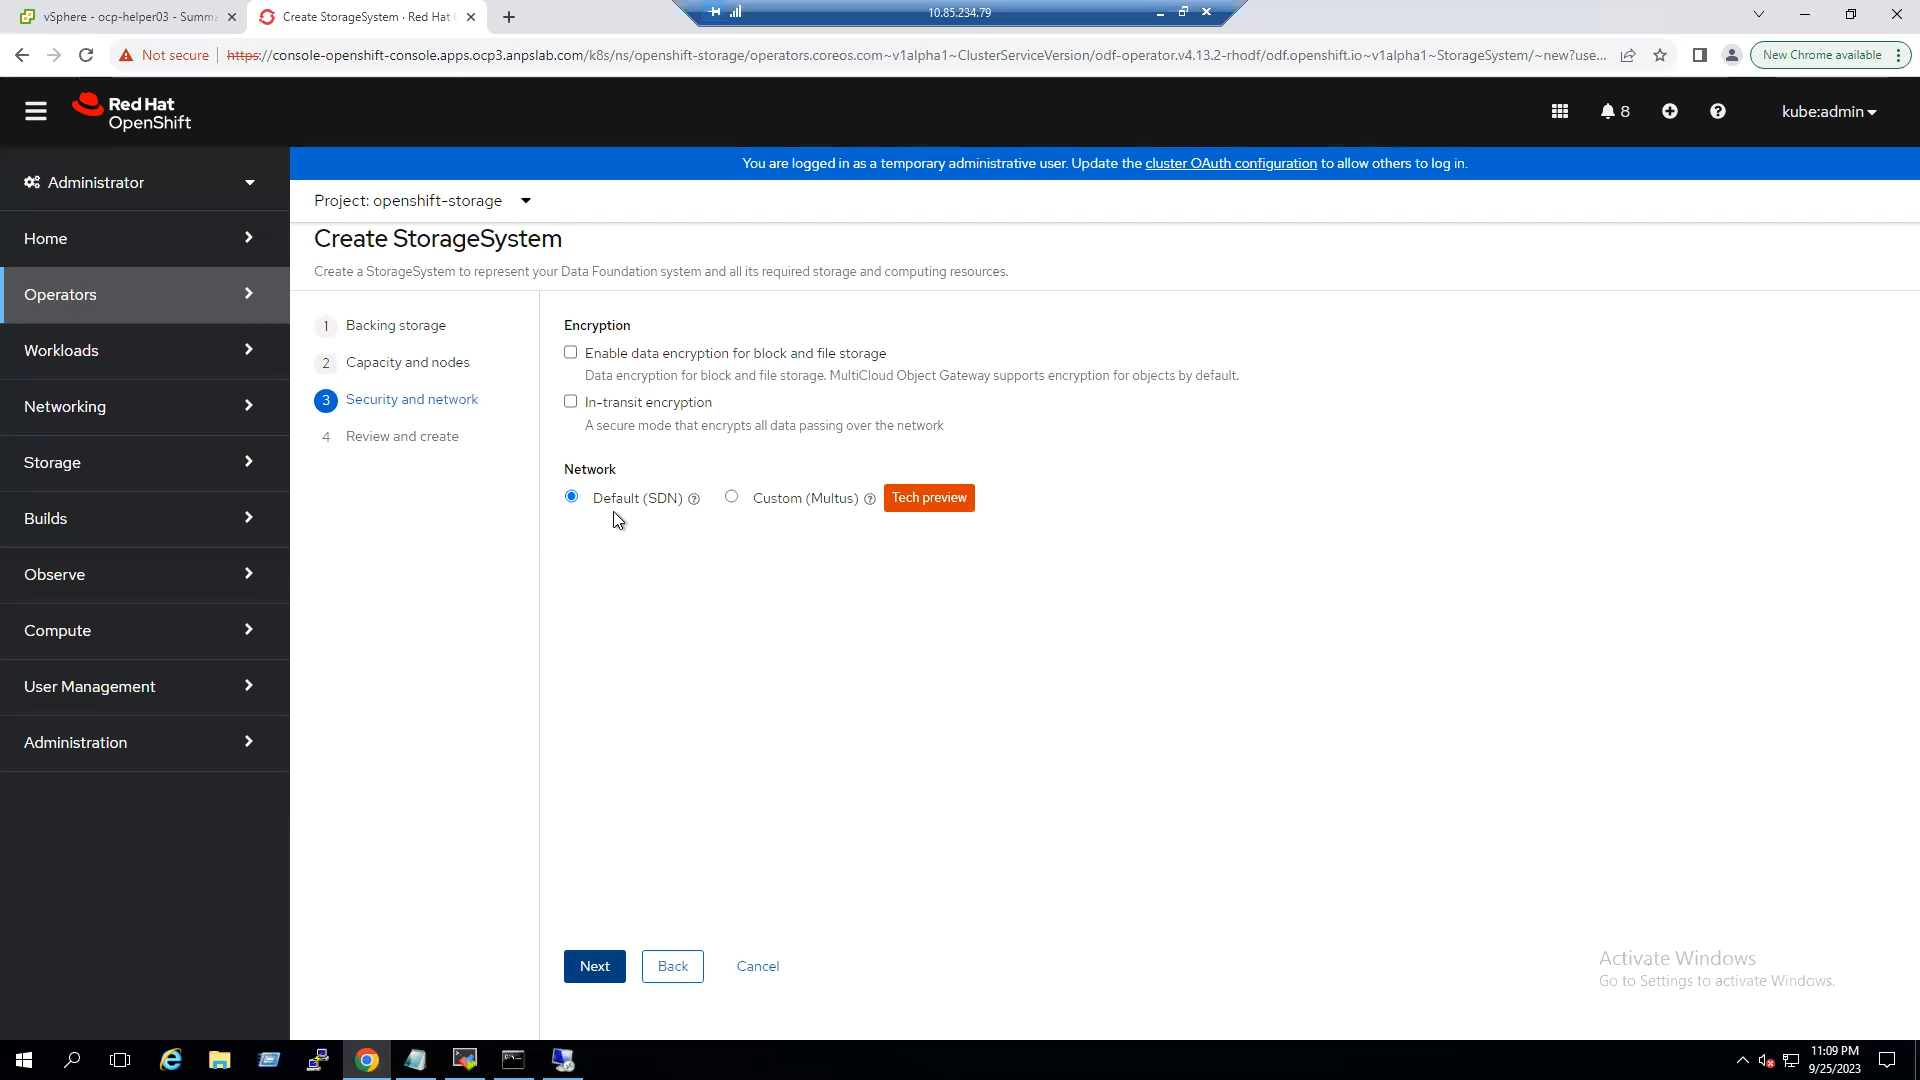 vSphere - ocp-helper03 - Summa
Create StorageSystem · Red Hat
10.85.234.79
Not secure
https://console-openshift-console.apps.ocp3.anpslab.com/k8s/ns/openshift-storage/operators.coreos.com~v1alpha1~ClusterServiceVersion/odf-operator.v4.13.2-rhodf/odf.openshift.io~v1alpha1~StorageSystem/~new?use...
New Chrome available
Red Hat
OpenShift
8
kube:admin
You are logged in as a temporary administrative user. Update the cluster OAuth configuration to allow others to log in.
Administrator
Home
Operators
Workloads
Networking
Storage
Builds
Observe
Compute
User Management
Administration
Project: openshift-storage
Create StorageSystem
Create a StorageSystem to represent your Data Foundation system and all its required storage and computing resources.
1 Backing storage
2 Capacity and nodes
3 Security and network
4 Review and create
Encryption
Enable data encryption for block and file storage
Data encryption for block and file storage. MultiCloud Object Gateway supports encryption for objects by default.
In-transit encryption
A secure mode that encrypts all data passing over the network
Network
Default (SDN) Custom (Multus) Tech preview
Next Back Cancel
Activate Windows
Go to Settings to activate Windows.
11:09 PM
9/25/2023